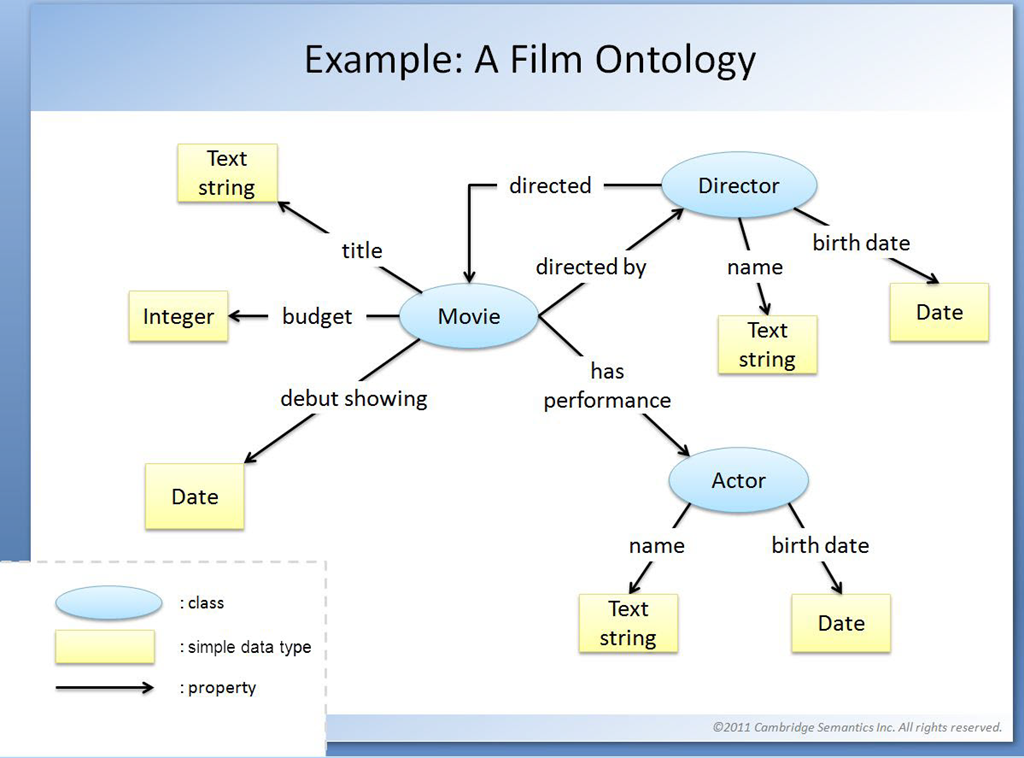 Example: A Film Ontology
Text
string
directed
Director
title
directed by
name
birth date
Integer
budget
Movie
Date
Text
string
debut showing
has
performance
Date
Actor
name
birth date
Text
string
Date
: class
: simple data type
: property
©2011 Cambridge Semantics Inc. All rights reserved.